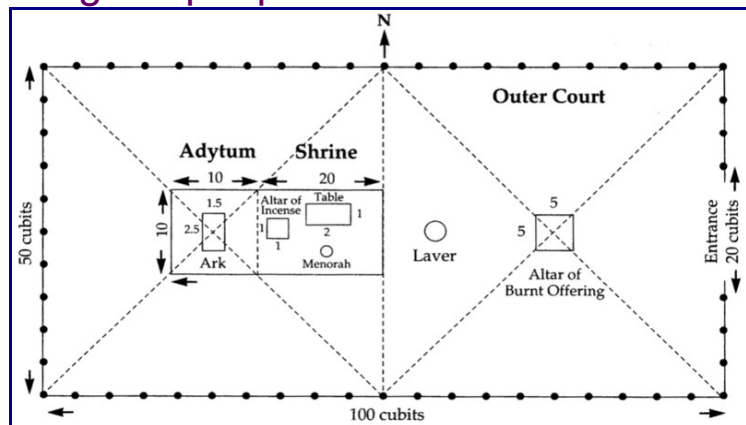 N
Outer Court
Adytum
Shrine
10
20
Altar of
Incense
Table
1.5
2.5
1
1
2
1
10
Ark
Menorah
Laver
5
5
Altar of
Burnt Offering
Entrance
20 cubits
50 cubits
100 cubits